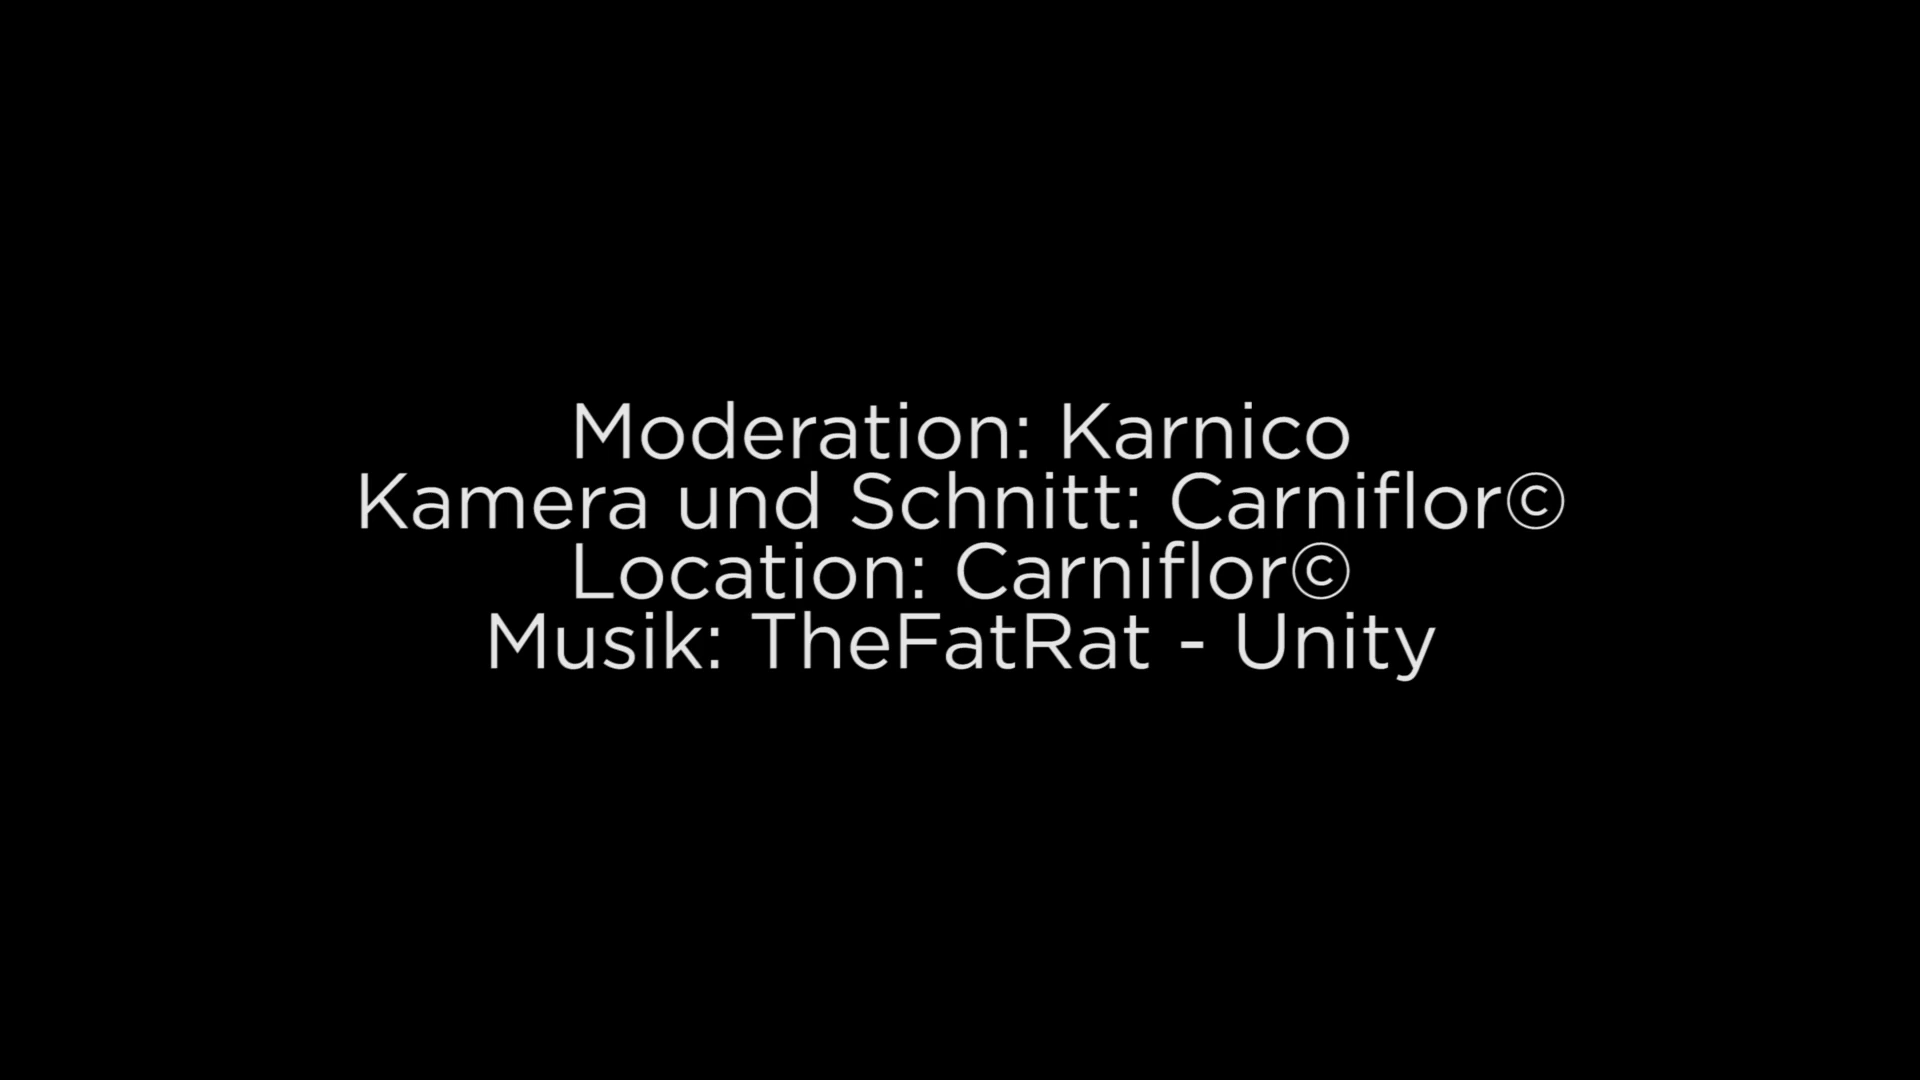 Moderation: Karnico
Kamera und Schnitt: Carniflor©
Location: Carniflor©
Musik: TheFatRat - Unity